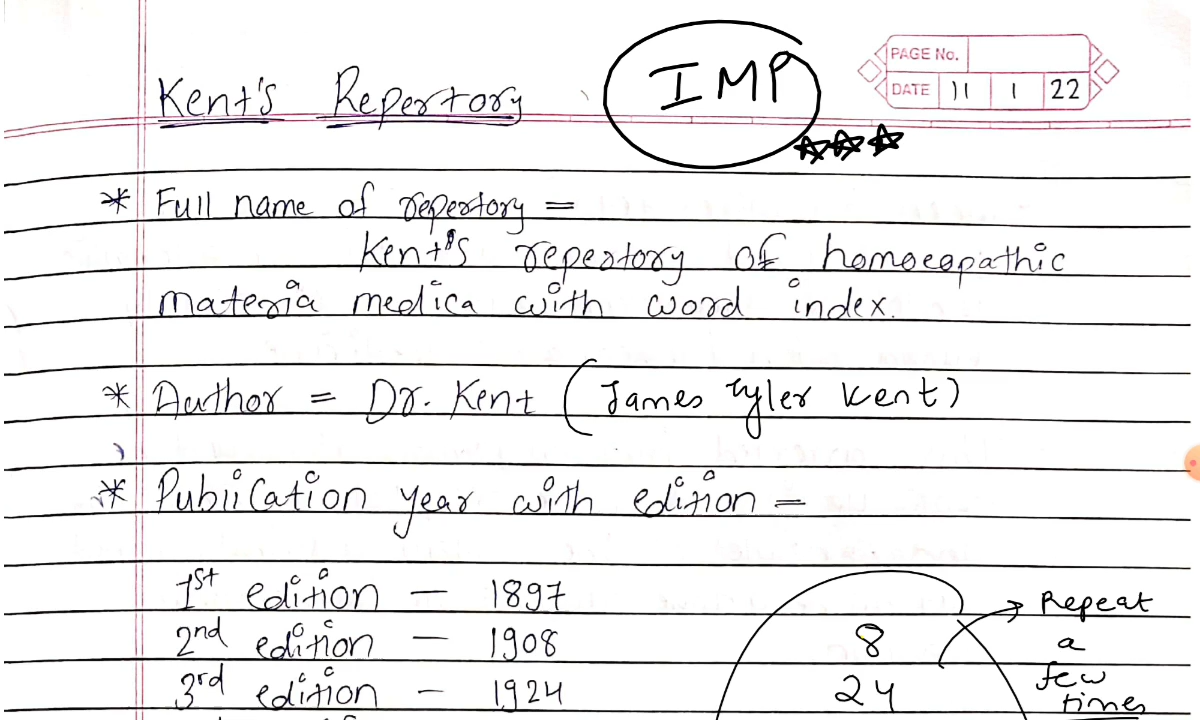 PAGE No.
Kent's Repertory IMP
DATE 11 1 22
* Full name of repertory =
Kent's repertory of homoeopathic
materia medica with word index.
* Author = Dr. Kent (James Tyler Kent)
* Publication year with edition =
1st edition — 1897
2nd edition — 1908
3rd edition — 1924
8
24
Repeat
a
few
times